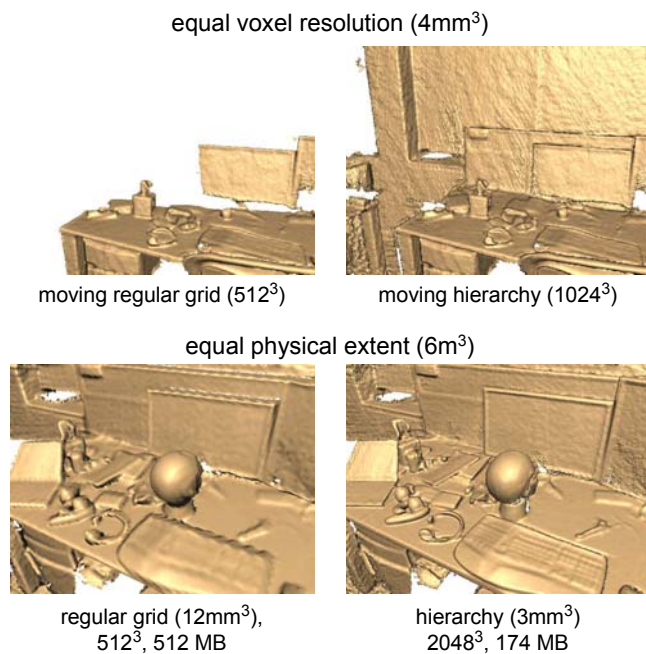 equal voxel resolution (4mm³)
moving regular grid (512³)
moving hierarchy (1024³)
equal physical extent (6m³)
regular grid (12mm³),
512³, 512 MB
hierarchy (3mm³)
2048³, 174 MB